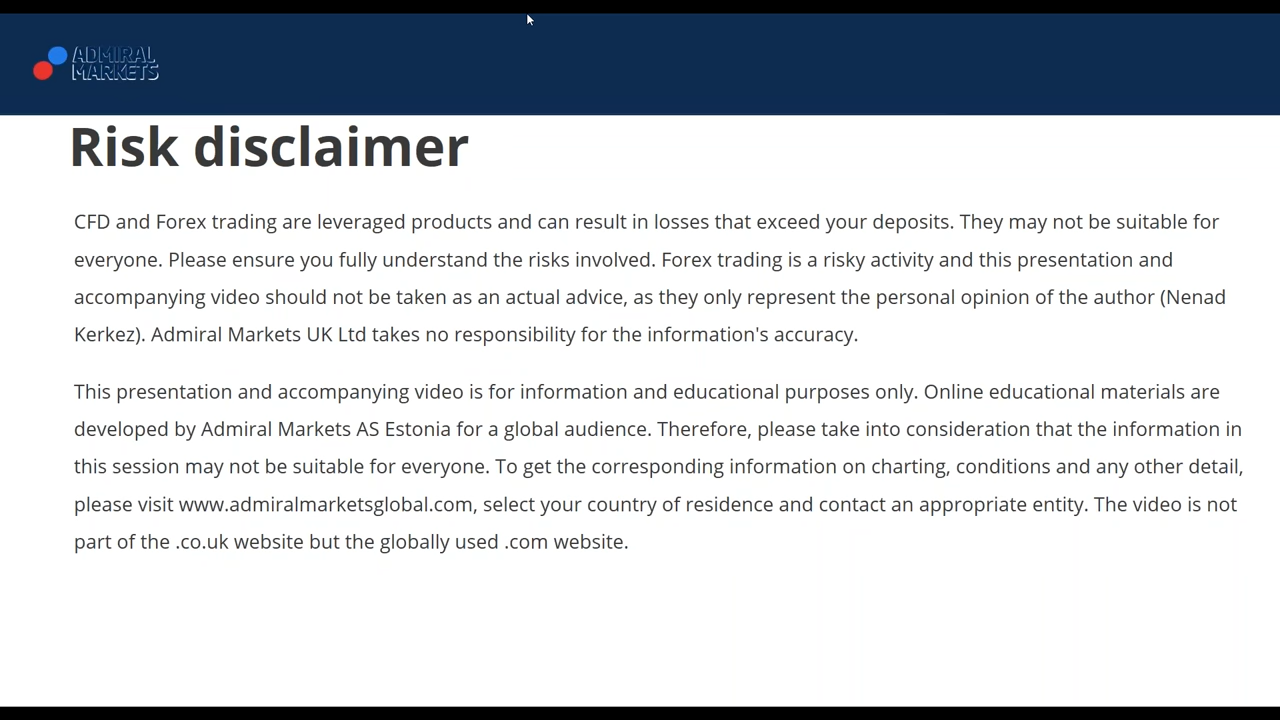 ADMIRAL
MARKETS
Risk disclaimer
CFD and Forex trading are leveraged products and can result in losses that exceed your deposits. They may not be suitable for
everyone. Please ensure you fully understand the risks involved. Forex trading is a risky activity and this presentation and
accompanying video should not be taken as an actual advice, as they only represent the personal opinion of the author (Nenad
Kerkez). Admiral Markets UK Ltd takes no responsibility for the information's accuracy.
This presentation and accompanying video is for information and educational purposes only. Online educational materials are
developed by Admiral Markets AS Estonia for a global audience. Therefore, please take into consideration that the information in
this session may not be suitable for everyone. To get the corresponding information on charting, conditions and any other detail,
please visit www.admiralmarketsglobal.com, select your country of residence and contact an appropriate entity. The video is not
part of the .co.uk website but the globally used .com website.